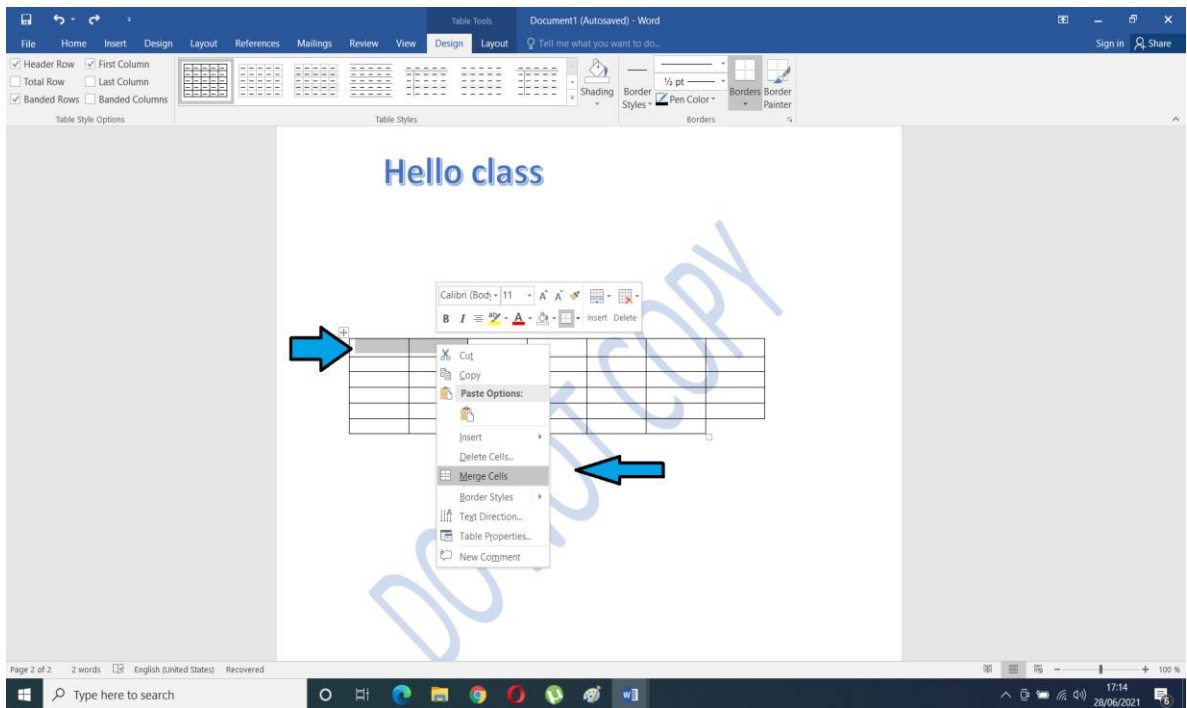 Table Tools Document1 (Autosaved) - Word
File Home Insert Design Layout References Mailings Review View Design Layout Tell me what you want to do... Sign in Share
Header Row First Column
Total Row Last Column
Banded Rows Banded Columns
Table Style Options
Table Styles
Shading
Border Styles
½ pt
Pen Color
Borders
Border Painter
Borders
Hello class
DO NOT COPY
Calibri (Body 11 A A
B I aby A Insert Delete
Cut
Copy
Paste Options:
Insert
Delete Cells...
Merge Cells
Border Styles
Text Direction...
Table Properties...
New Comment
Page 2 of 2 2 words English (United States) Recovered 100 %
Type here to search
17:14
28/06/2021
6